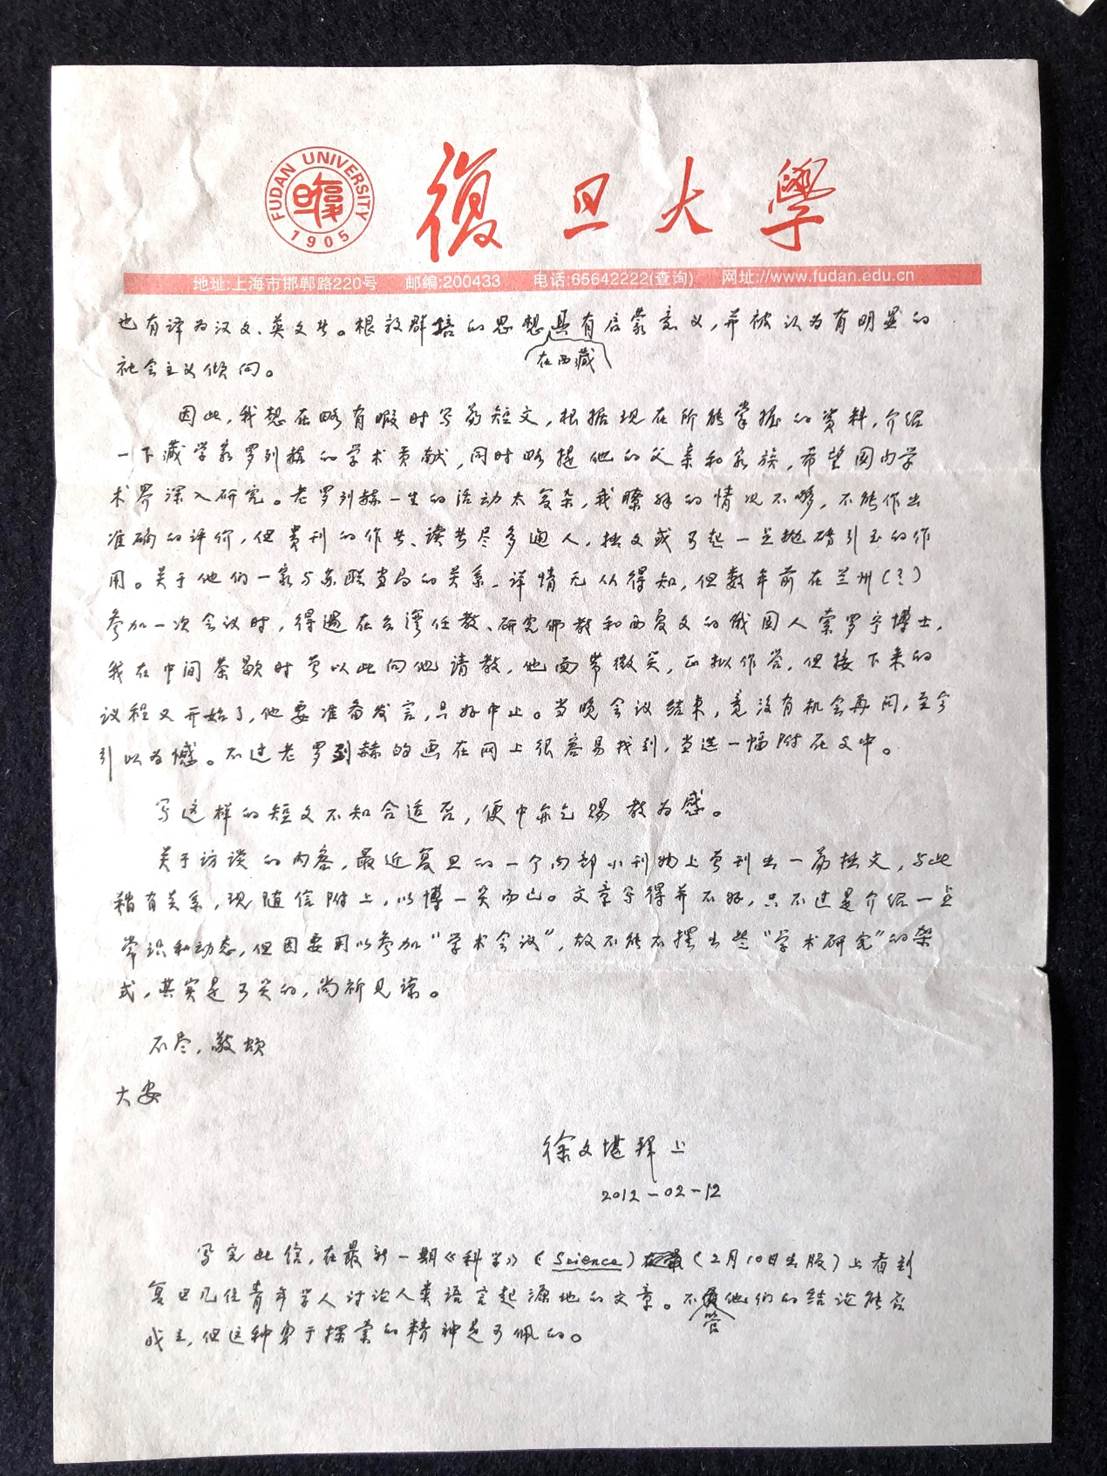 FUDAN UNIVERSITY
1905
復旦大學
地址:上海市邯郸路220号 邮编:200433 电话:65642222(查询) 网址://www.fudan.edu.cn
也有译为汉文、英文者。根敦群培的思想在西藏具有启蒙意义,并被认为有明显的
社会主义倾向。
因此,我想在略有暇时写篇短文,根据现在所能掌握的资料,介绍
一下藏学家罗列赫的学术贡献,同时略提他的父亲和家族,希望国内学
术界深入研究。老罗列赫一生的活动太复杂,我瞭解的情况不够,不能作出
准确的评价,但贵刊的作者、读者尽多通人,拙文或可起一点抛砖引玉的作
用。关于他们一家与苏联当局的关系,详情无从得知,但数年前在兰州(?)
参加一次会议时,得遇在台湾任教、研究佛教和西夏文的俄国人索罗宁博士,
我在中间茶歇时曾以此向他请教,他面带微笑,正拟作答,但接下来的
议程又开始了,他要准备发言,只好中止。当晚会议结束,竟没有机会再问,至今
引以为憾。不过老罗列赫的画在网上很容易找到,当选一幅附在文中。
写这样的短文不知合适否,便中亦乞赐教为感。
关于访谈的内容,最近复旦的一个内部小刊物上曾刊出一篇拙文,与此
稍有关系,现随信附上,以博一笑而已。文章写得并不好,只不过是介绍一点
常识和动态,但因要用以参加“学术会议”,故不能不摆出些“学术研究”的架
式,其实是可笑的,尚祈见谅。
不尽,敬颂
大安
徐文堪拜上
2012-02-12
写完此信,在最新一期《科学》(Science)(2月10日出版)上看到
复旦几位青年学人讨论人类语言起源地的文章。不管他们的结论能否
成立,但这种勇于探索的精神是可佩的。